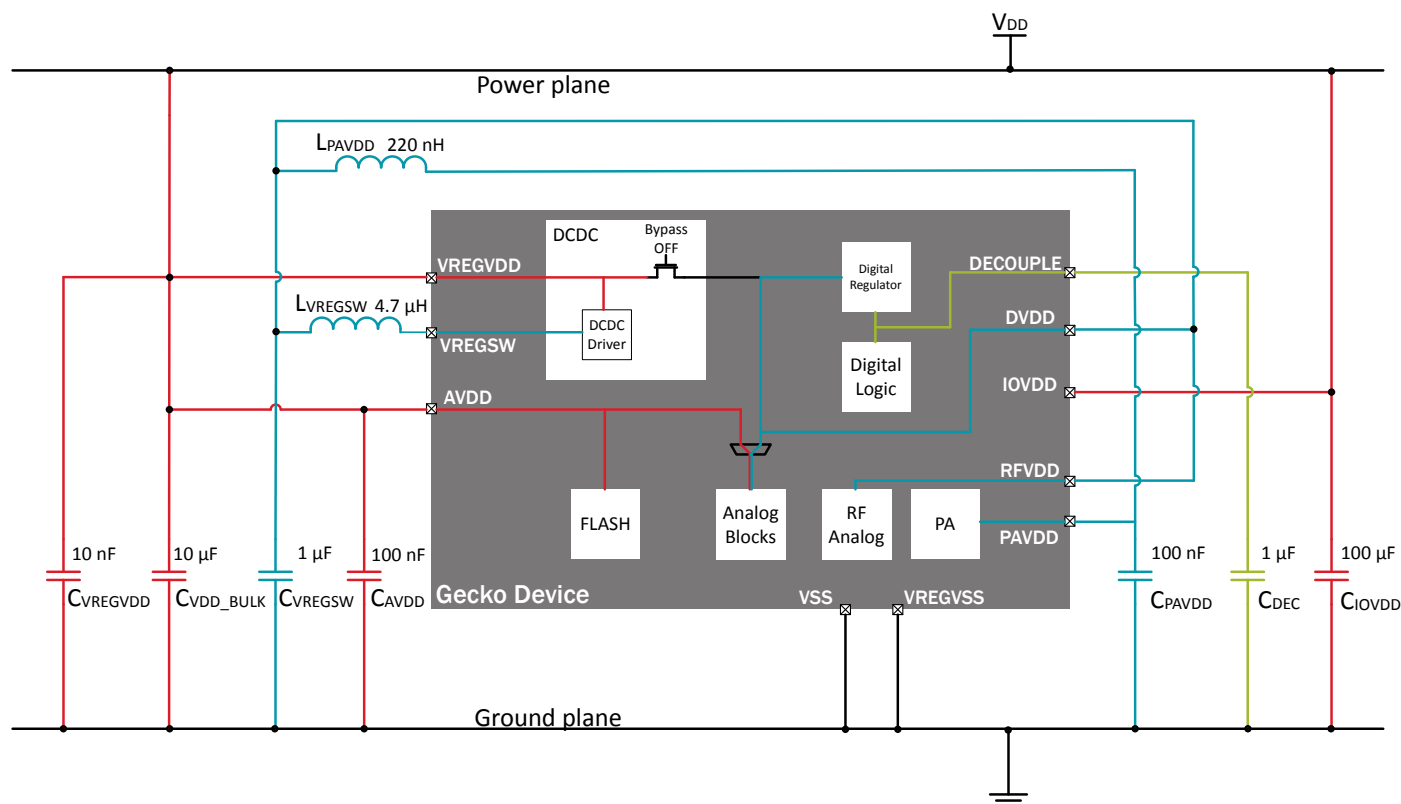 VDD
Power plane
LPAVDD 220 nH
DCDC
Bypass
OFF
VREGVDD
Digital
Regulator
DECOUPLE
LVREGSW 4.7 µH
DCDC
Driver
VREGSW
DVDD
Digital
Logic
IOVDD
AVDD
RFVDD
FLASH
Analog
Blocks
RF
Analog
PA
PAVDD
10 nF
CVREGVDD
10 µF
CVDD_BULK
1 µF
CVREGSW
100 nF
CAVDD
Gecko Device
VSS
VREGVSS
100 nF
CPAVDD
1 µF
CDEC
100 µF
CIOVDD
Ground plane